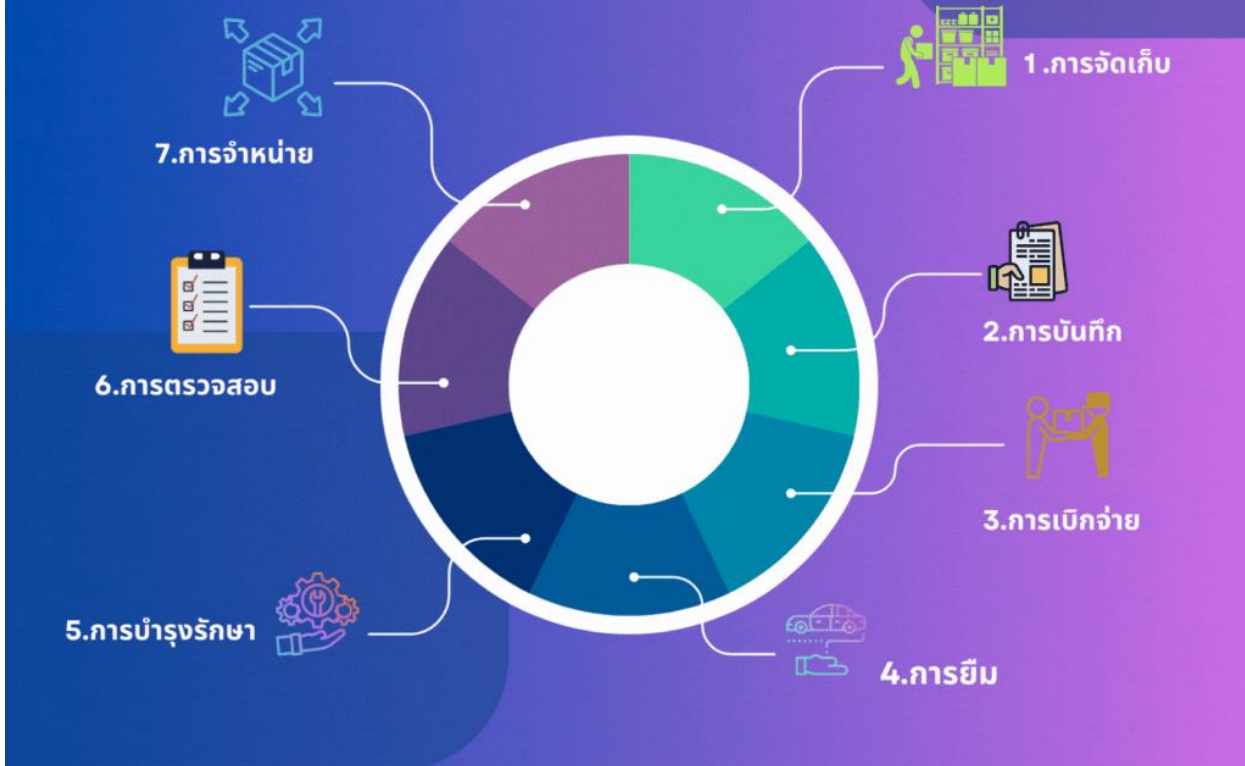 1.การจัดเก็บ
2.การบันทึก
3.การเบิกจ่าย
4.การยืม
5.การบำรุงรักษา
6.การตรวจสอบ
7.การจำหน่าย